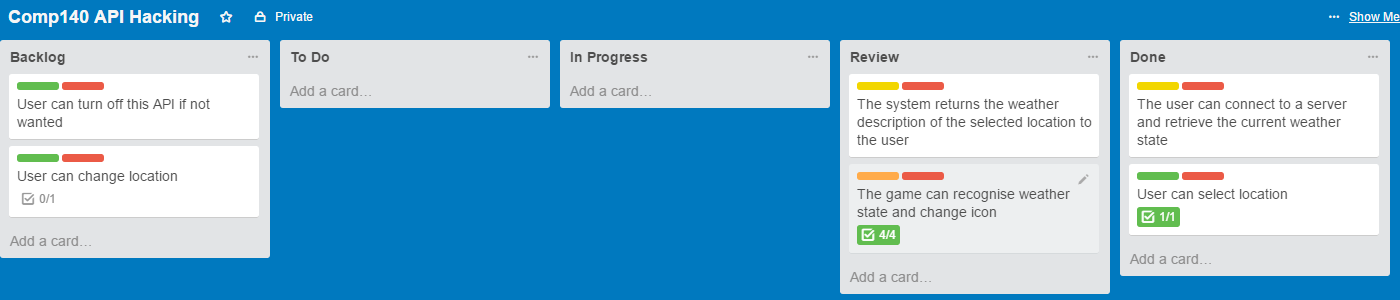 Comp140 API Hacking
Private
... Show Me
Backlog ...
User can turn off this API if not
wanted
User can change location
0/1
Add a card...
To Do ...
Add a card...
In Progress ...
Add a card...
Review ...
The system returns the weather
description of the selected location to
the user
The game can recognise weather
state and change icon
4/4
Add a card...
Done ...
The user can connect to a server
and retrieve the current weather
state
User can select location
1/1
Add a card...